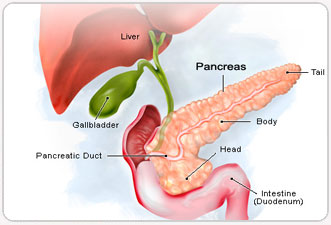 Liver
Pancreas
Tail
Gallbladder
Body
Pancreatic Duct
Head
Intestine
(Duodenum)